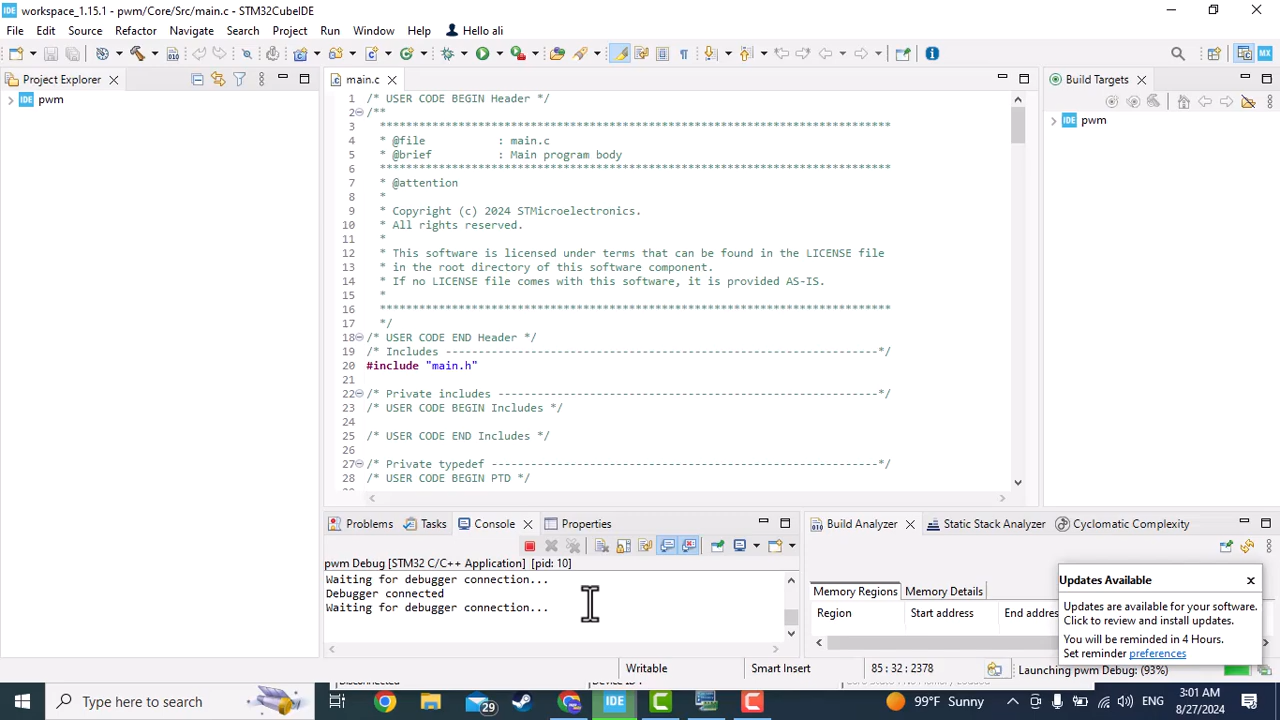 workspace_1.15.1 - pwm/Core/Src/main.c - STM32CubeIDE
File Edit Source Refactor Navigate Search Project Run Window Help Hello ali
Project Explorer
pwm
main.c
1 /* USER CODE BEGIN Header */
2 /**
3 ******************************************************************************
4 * @file : main.c
5 * @brief : Main program body
6 ******************************************************************************
7 * @attention
8 *
9 * Copyright (c) 2024 STMicroelectronics.
10 * All rights reserved.
11 *
12 * This software is licensed under terms that can be found in the LICENSE file
13 * in the root directory of this software component.
14 * If no LICENSE file comes with this software, it is provided AS-IS.
15 *
16 ******************************************************************************
17 */
18 /* USER CODE END Header */
19 /* Includes ------------------------------------------------------------------*/
20 #include "main.h"
21
22 /* Private includes ----------------------------------------------------------*/
23 /* USER CODE BEGIN Includes */
24
25 /* USER CODE END Includes */
26
27 /* Private typedef -----------------------------------------------------------*/
28 /* USER CODE BEGIN PTD */
Build Targets
pwm
Problems Tasks Console Properties
pwm Debug [STM32 C/C++ Application] [pid: 10]
Waiting for debugger connection...
Debugger connected
Waiting for debugger connection...
Build Analyzer Static Stack Analyzer Cyclomatic Complexity
Memory Regions Memory Details
Region Start address End addre
Updates Available
Updates are available for your software.
Click to review and install updates.
You will be reminded in 4 Hours.
Set reminder preferences
Writable Smart Insert 85 : 32 : 2378 Launching pwm Debug: (93%)
Type here to search
29
IDE
99°F Sunny
ENG
3:01 AM
8/27/2024